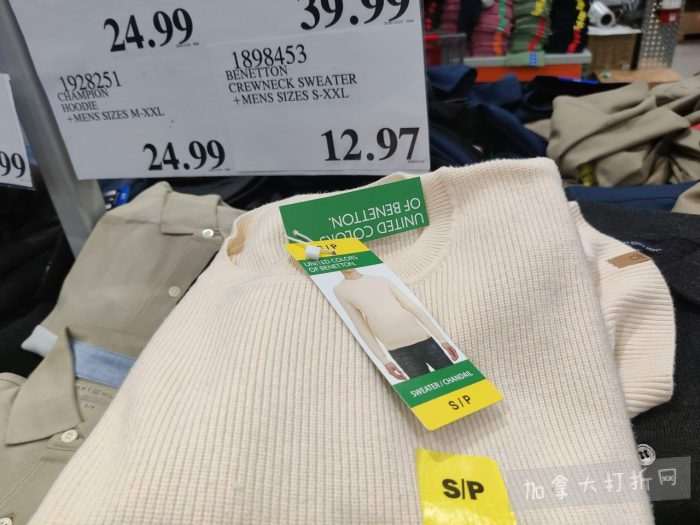 24.99
39.99
1928251
CHAMPION
HOODIE
+MENS SIZES M-XXL
24.99
1898453
BENETTON
CREWNECK SWEATER
+MENS SIZES S-XXL
12.97
99
UNITED COLORS
OF BENETTON.
S/P
UNITED COLORS
OF BENETTON.
SWEATER / CHANDAIL
S/P
S/P
加拿大打折网